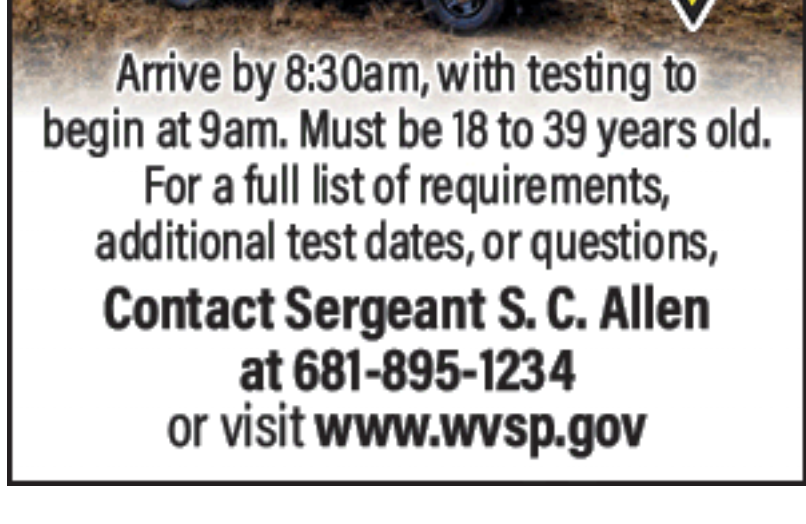 Arrive by 8:30am, with testing to
begin at 9am. Must be 18 to 39 years old.
For a full list of requirements,
additional test dates, or questions,
Contact Sergeant S. C. Allen
at 681-895-1234
or visit www.wvsp.gov